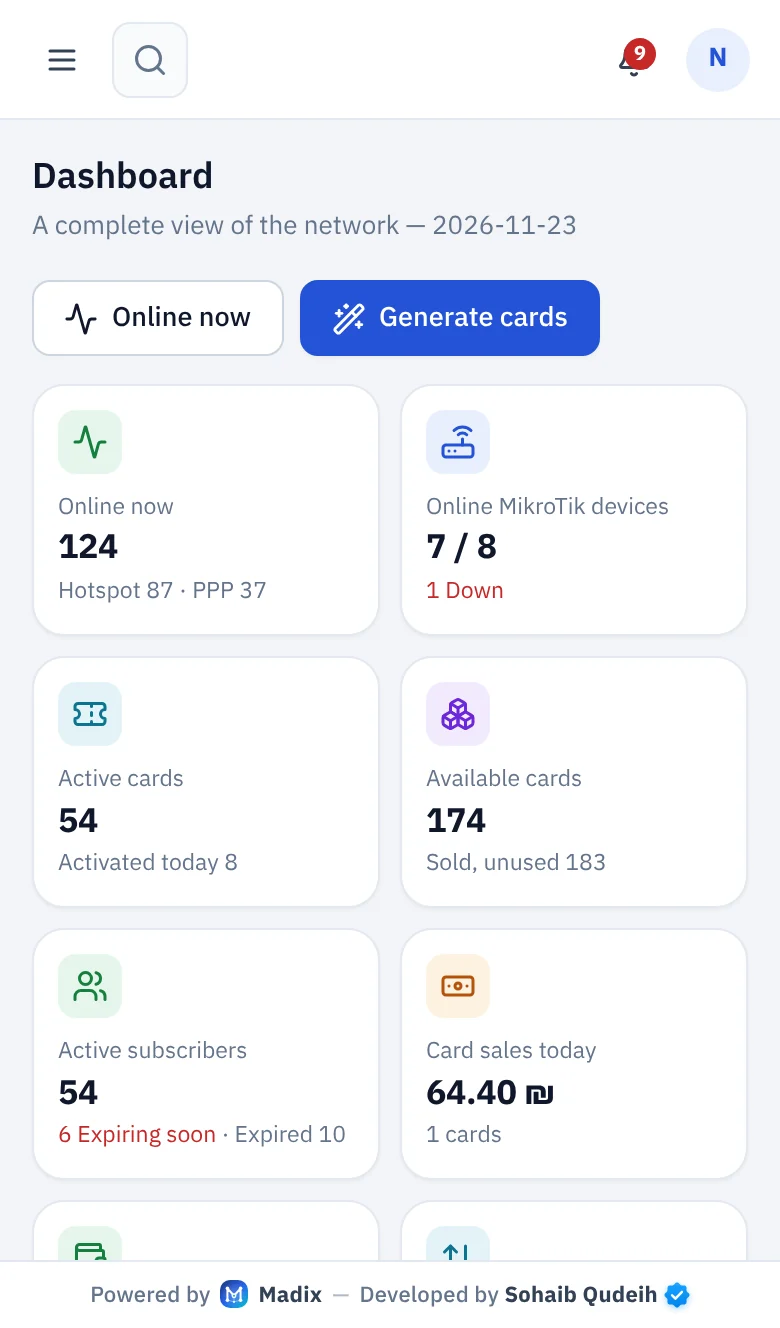 9
N
Dashboard
A complete view of the network — 2026-11-23
Online now
Generate cards
Online now
124
Hotspot 87 · PPP 37
Online MikroTik devices
7 / 8
1 Down
Active cards
54
Activated today 8
Available cards
174
Sold, unused 183
Active subscribers
54
6 Expiring soon · Expired 10
Card sales today
64.40 ₪
1 cards
Powered by Madix — Developed by Sohaib Qudeih